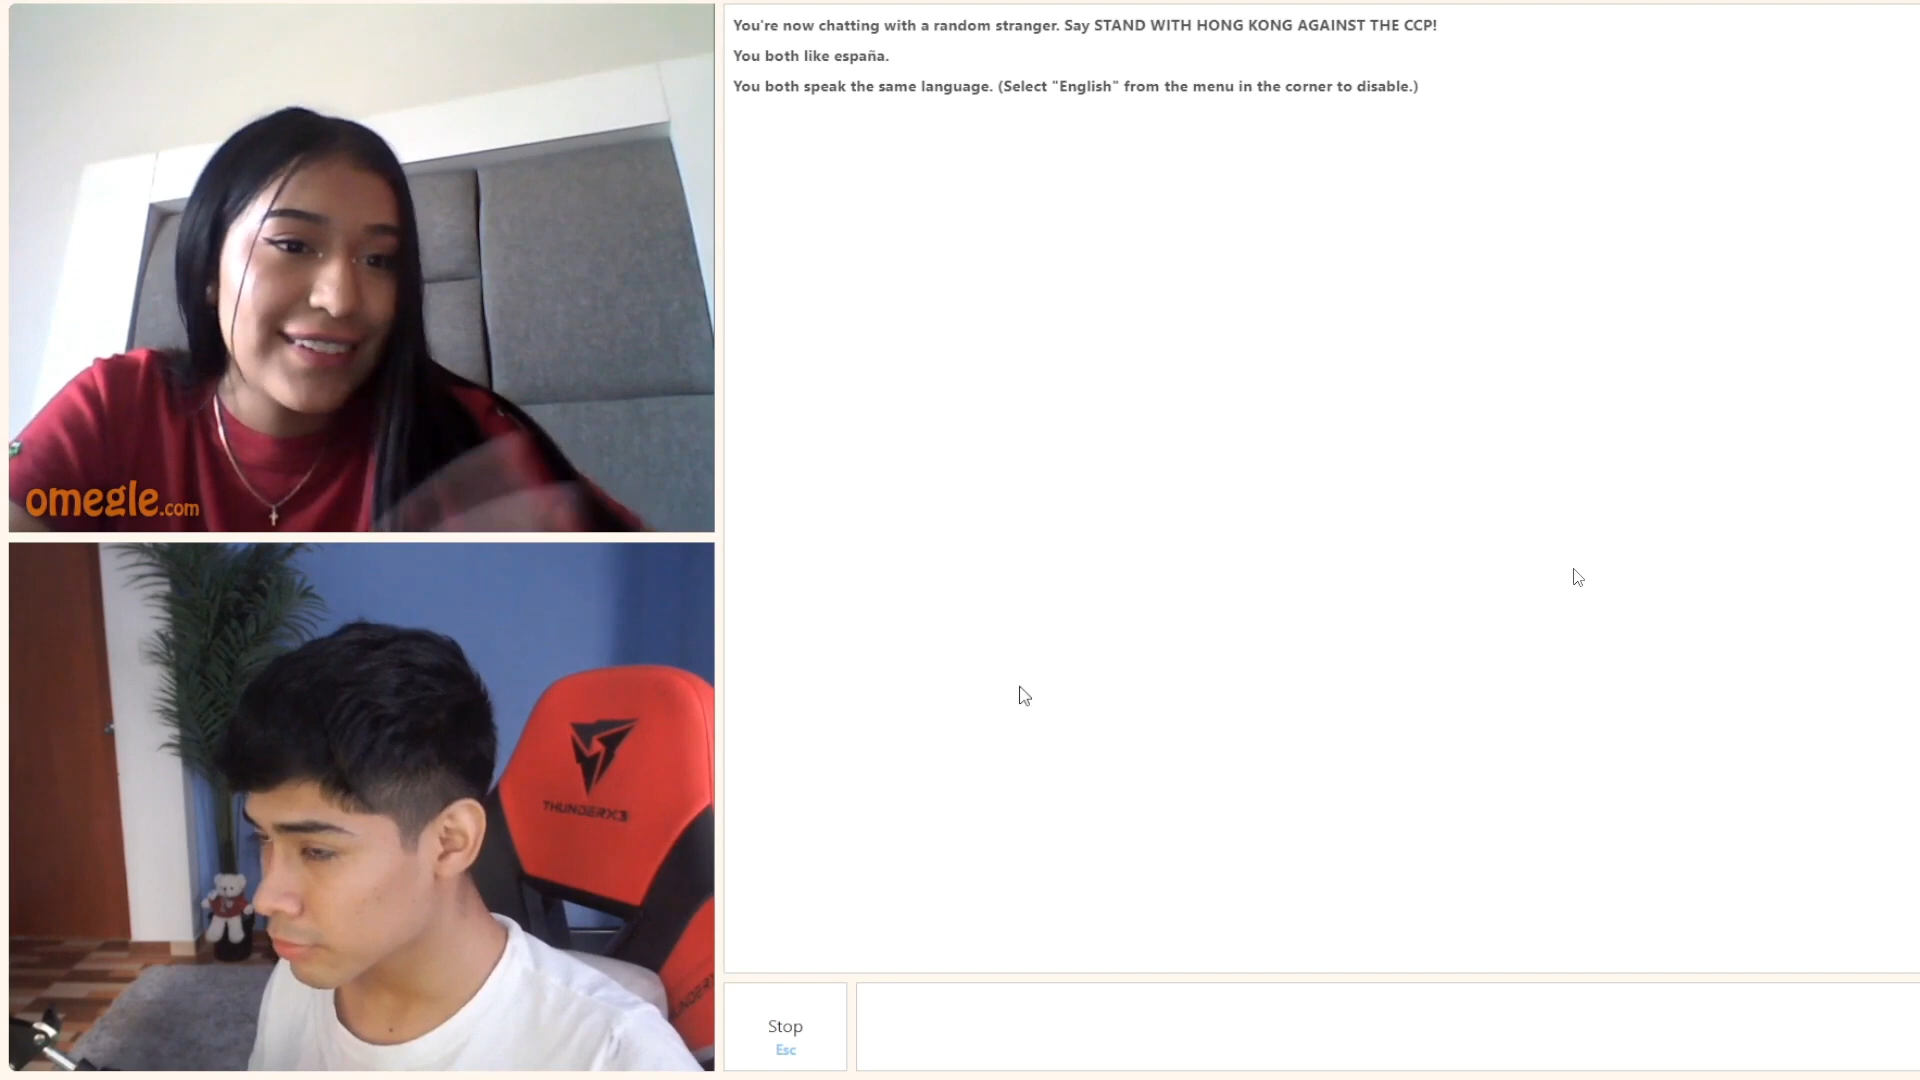 You're now chatting with a random stranger. Say STAND WITH HONG KONG AGAINST THE CCP!
You both like españa.
You both speak the same language. (Select "English" from the menu in the corner to disable.)
omegle.com
THUNDERX3
Stop
Esc